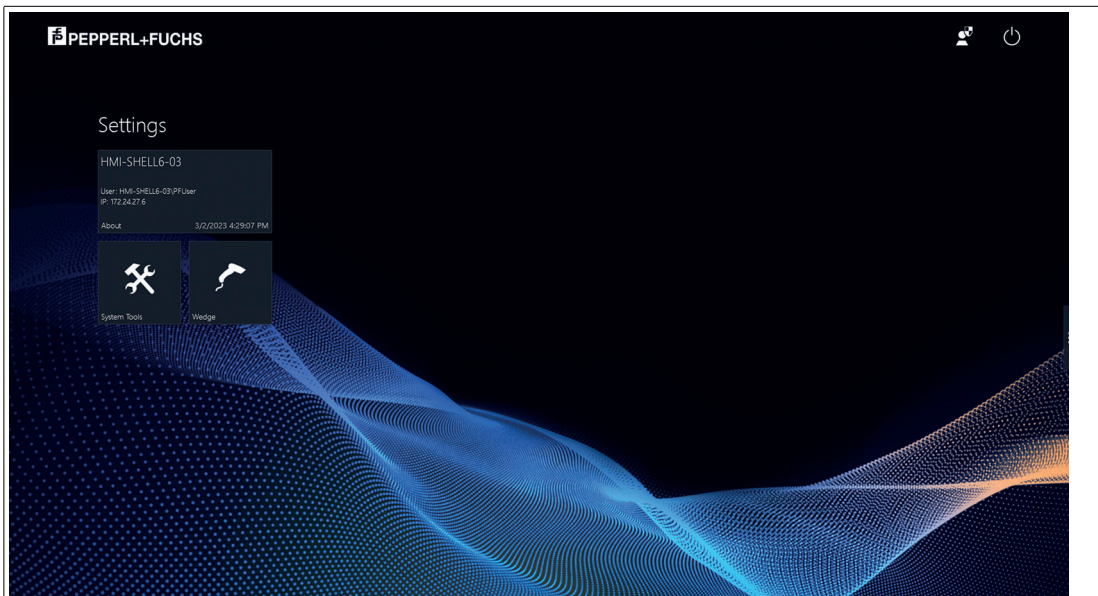 PEPPERL+FUCHS
Settings
HMI-SHELL6-03
User: HMI-SHELL6-03\PFUser
IP: 172.24.27.6
About 3/2/2023 4:29:07 PM
System Tools Wedge